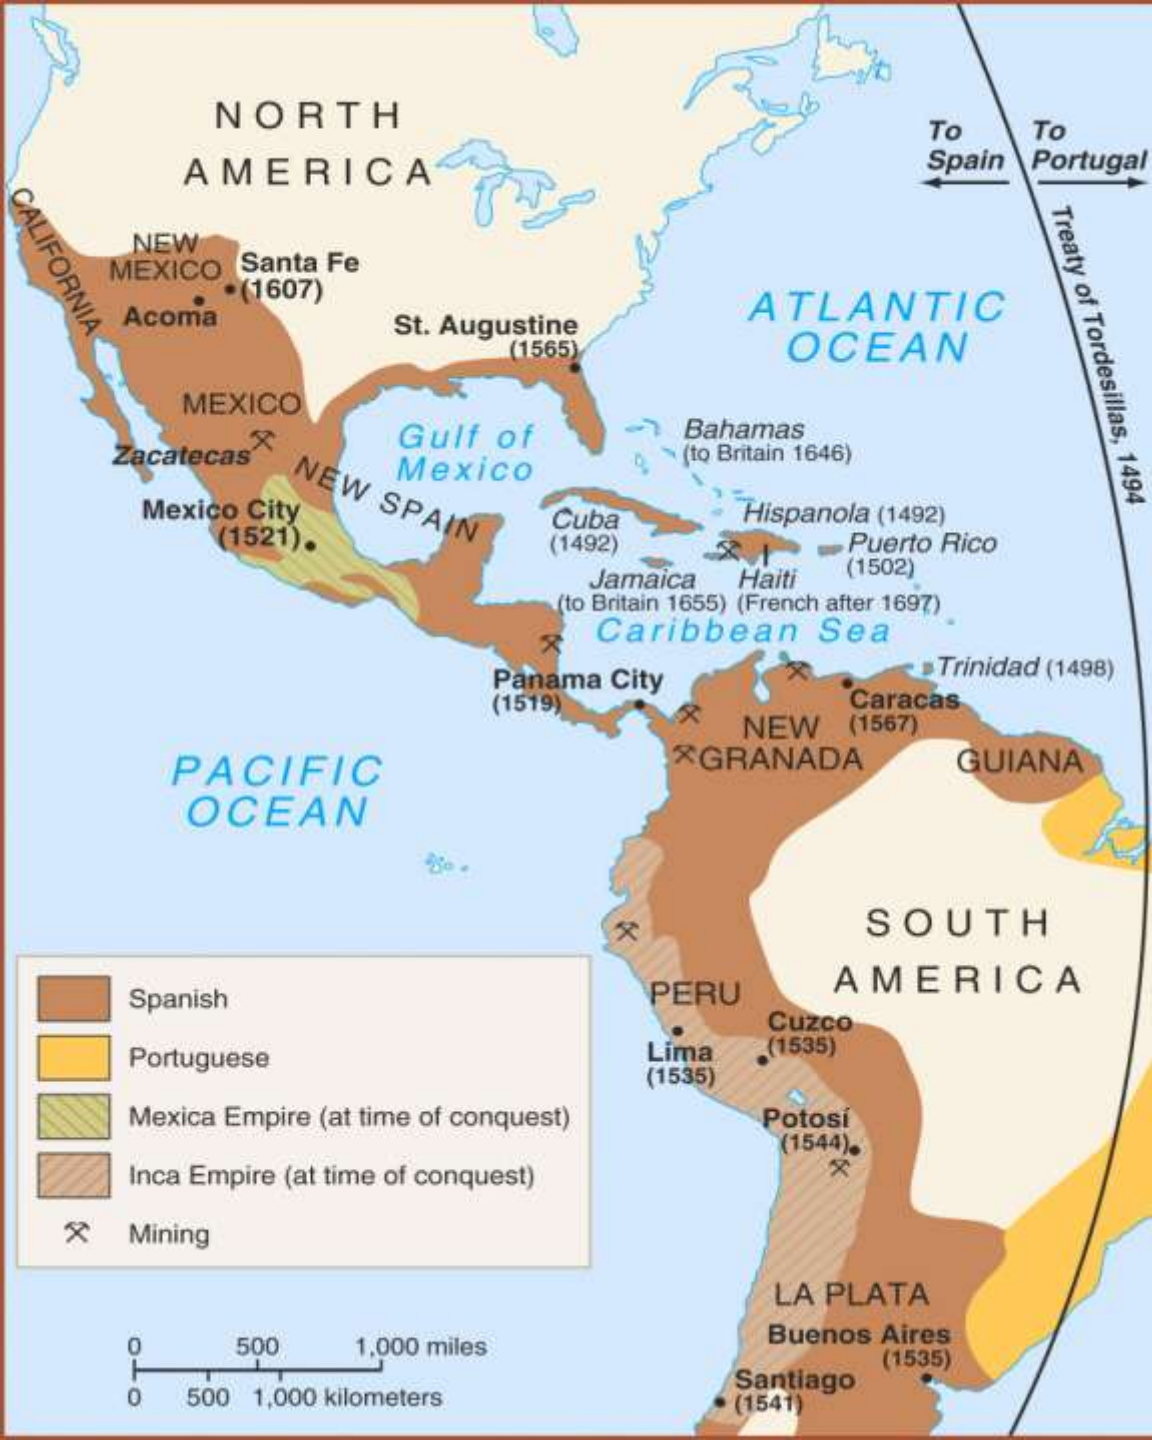 NORTH
AMERICA
To
Spain
To
Portugal
Treaty of Tordesillas, 1494
CALIFORNIA
NEW
MEXICO
Santa Fe
(1607)
Acoma
St. Augustine
(1565)
ATLANTIC
OCEAN
MEXICO
Zacatecas
Gulf of
Mexico
Bahamas
(to Britain 1646)
NEW SPAIN
Mexico City
(1521)
Cuba
(1492)
Hispanola (1492)
Puerto Rico
(1502)
Jamaica
(to Britain 1655)
Haiti
(French after 1697)
Caribbean Sea
Panama City
(1519)
Trinidad (1498)
Caracas
(1567)
NEW
GRANADA
GUIANA
PACIFIC
OCEAN
SOUTH
AMERICA
PERU
Lima
(1535)
Cuzco
(1535)
Potosí
(1544)
LA PLATA
Buenos Aires
(1535)
Santiago
(1541)
Spanish
Portuguese
Mexica Empire (at time of conquest)
Inca Empire (at time of conquest)
Mining
0 500 1,000 miles
0 500 1,000 kilometers